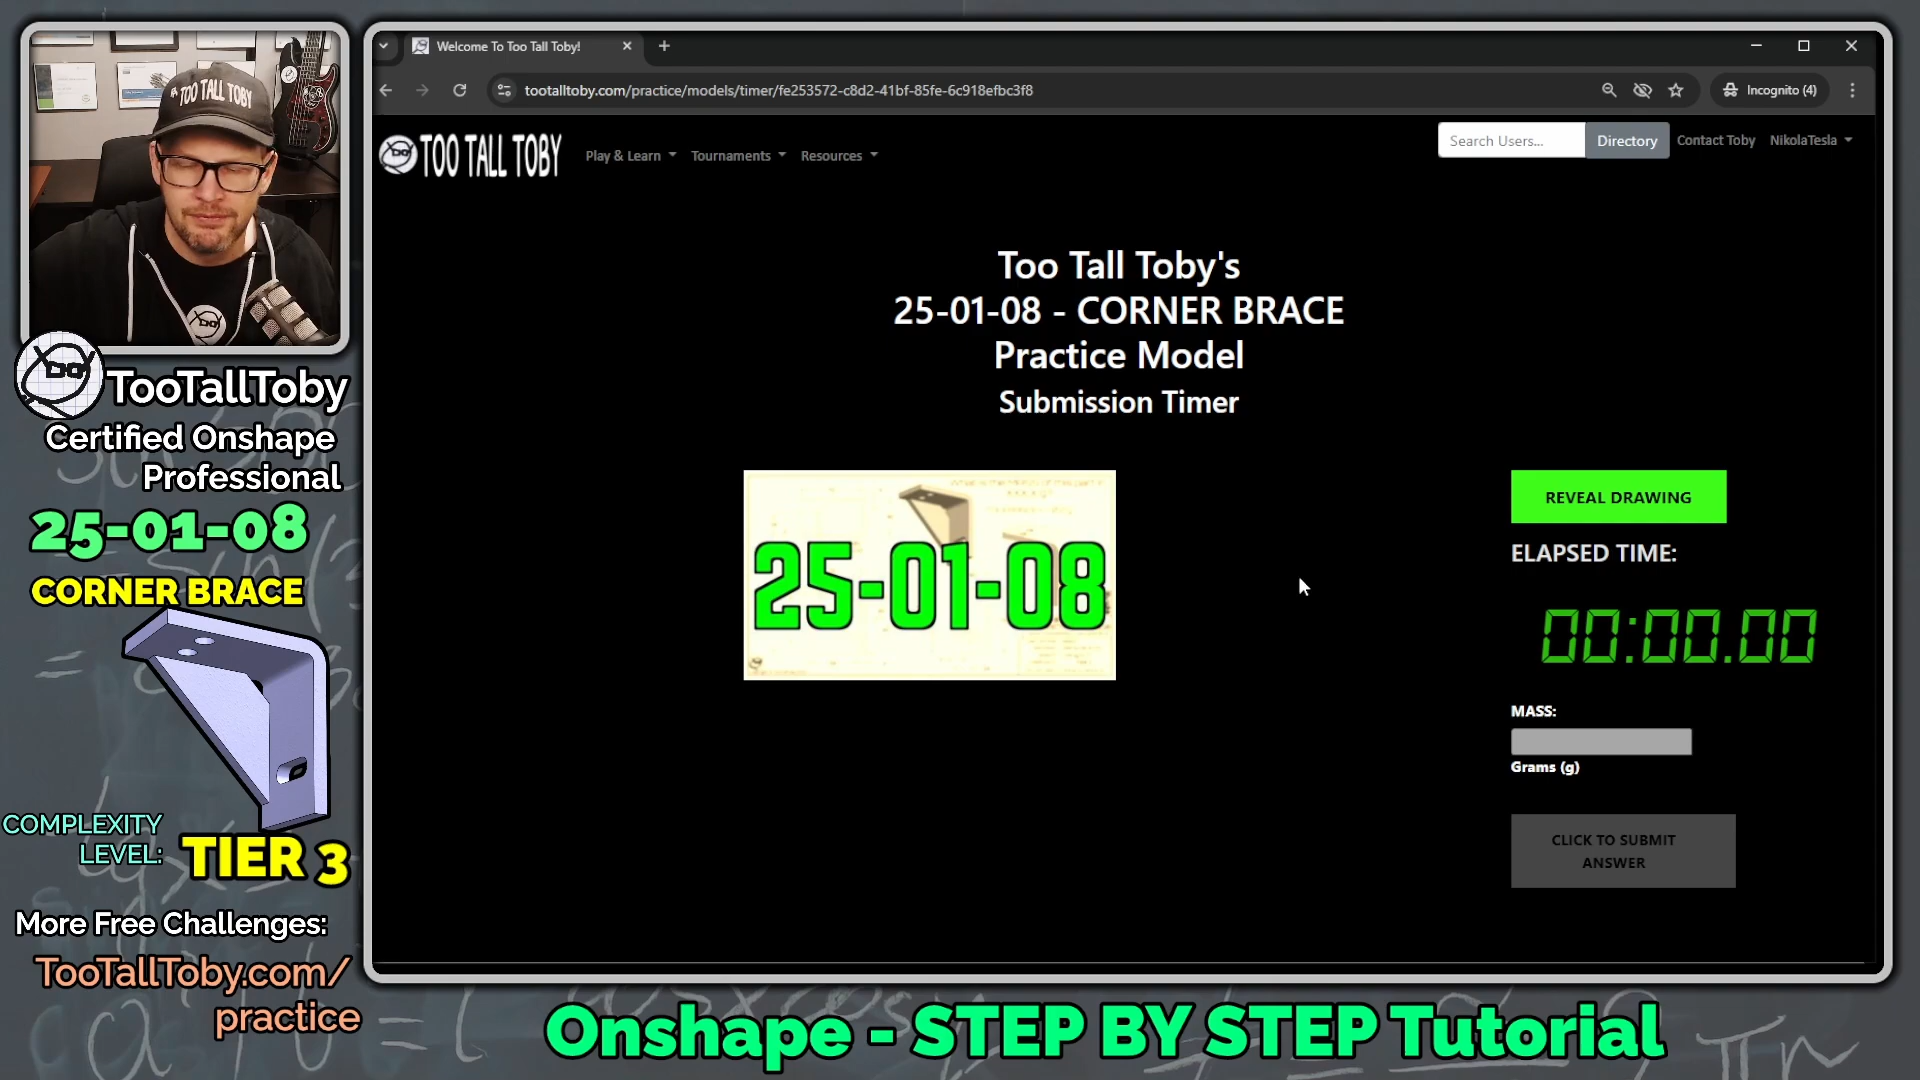 Welcome To Too Tall Toby!
tootalltoby.com/practice/models/timer/fe253572-c8d2-41bf-85fe-6c918efbc3f8
Incognito (4)
TOO TALL TOBY
Play & Learn
Tournaments
Resources
Search Users...
Directory
Contact Toby
NikolaTesla
Too Tall Toby's
25-01-08 - CORNER BRACE
Practice Model
Submission Timer
25-01-08
REVEAL DRAWING
ELAPSED TIME:
00:00.00
MASS:
Grams (g)
CLICK TO SUBMIT
ANSWER
TOO TALL TOBY
TooTallToby
Certified Onshape
Professional
25-01-08
CORNER BRACE
COMPLEXITY
LEVEL:
TIER 3
More Free Challenges:
TooTallToby.com/
practice
Onshape - STEP BY STEP Tutorial